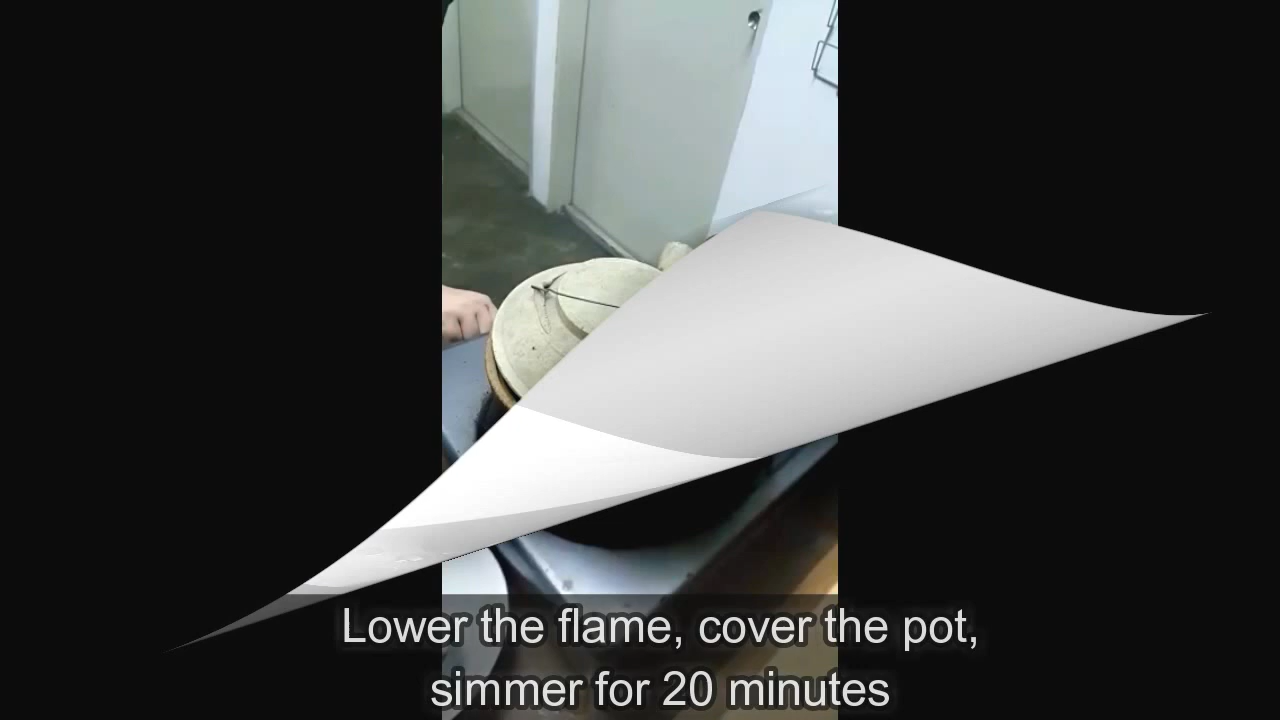 Lower the flame, cover the pot,
simmer for 20 minutes